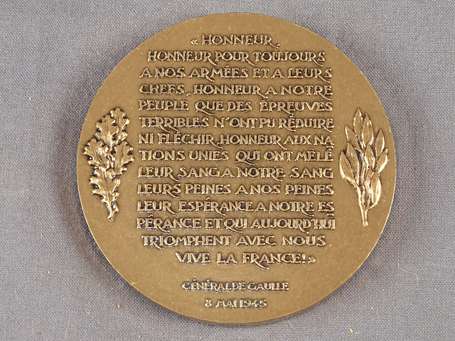 « HONNEUR,
HONNEUR POUR TOUJOURS
A NOS ARMÉES ET A LEURS
CHEFS, HONNEUR A NOTRE
PEUPLE QUE DES ÉPREUVES
TERRIBLES N'ONT PU RÉDUIRE
NI FLÉCHIR, HONNEUR AUX NA
TIONS UNIES QUI ONT MÊLÉ
LEUR SANG A NOTRE SANG
LEURS PEINES A NOS PEINES
LEUR ESPÉRANCE A NOTRE ES
PÉRANCE ET QUI AUJOURD'HUI
TRIOMPHENT AVEC NOUS
VIVE LA FRANCE! »
GÉNÉRAL DE GAULLE
8 MAI 1945